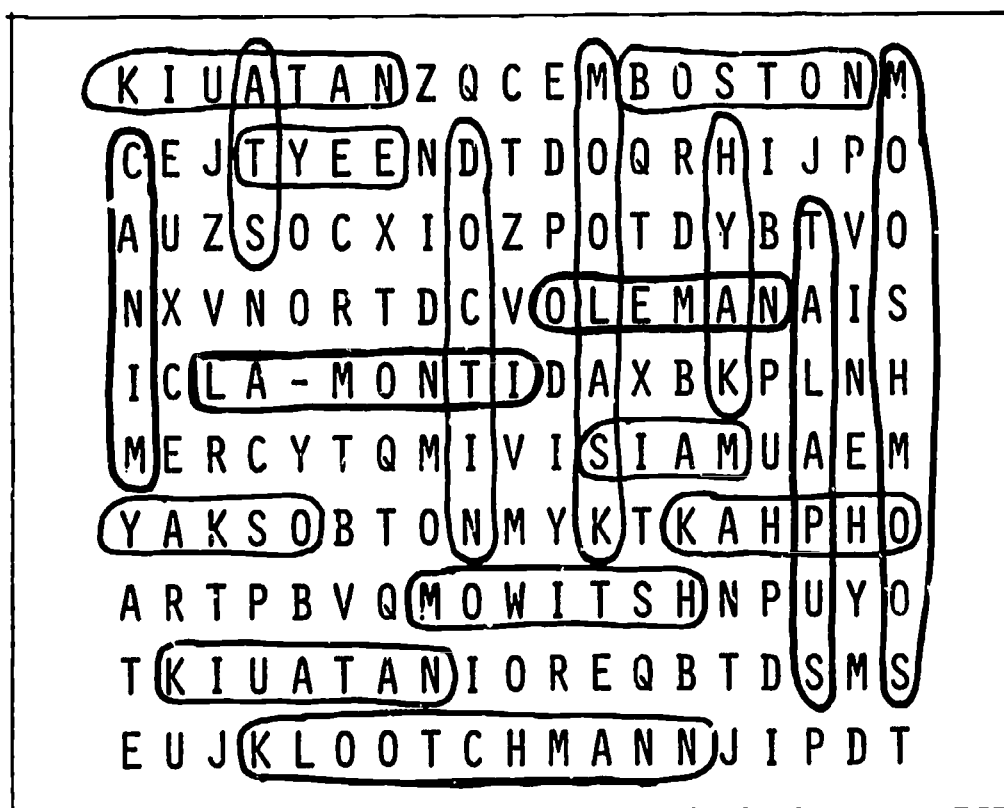 K I U A T A N Z Q C E M B O S T O N M
C E J T Y E E N D T D O Q R H I J P O
A U Z S O C X I O Z P O T D Y B T V O
N X V N O R T D C V O L E M A N A I S
I C L A - M O N T I D A X B K P L N H
M E R C Y T Q M I V I S I A M U A E M
Y A K S O B T O N M Y K T K A H P H O
A R T P B V Q M O W I T S H N P U Y O
T K I U A T A N I O R E Q B T D S M S
E U J K L O O T C H M A N N J I P D T